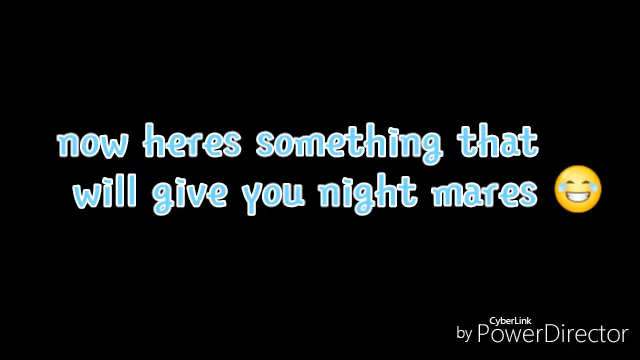 now heres something that
will give you night mares 😂
CyberLink
by PowerDirector